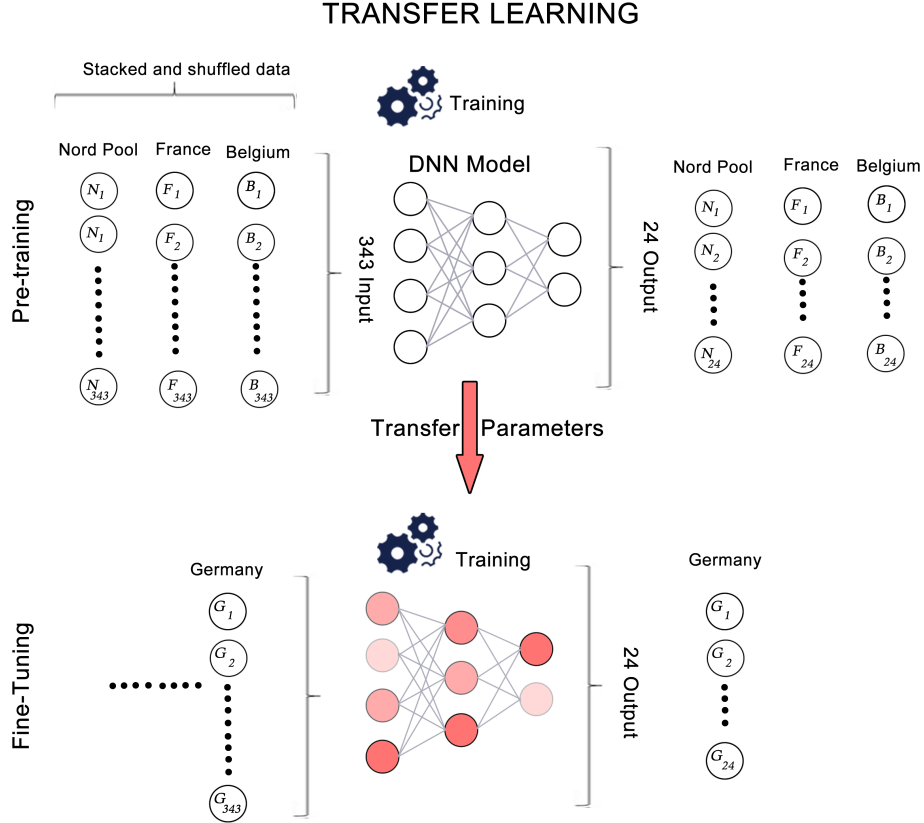 TRANSFER LEARNING
Stacked and shuffled data
Training
Nord Pool France Belgium
DNN Model
Nord Pool France Belgium
Pre-training
N1 F1 B1
N1 F2 B2
N343 F343 B343
343 Input
24 Output
N1 F1 B1
N2 F2 B2
N24 F24 B24
Transfer Parameters
Training
Germany
Germany
Fine-Tuning
G1
G2
G343
24 Output
G1
G2
G24